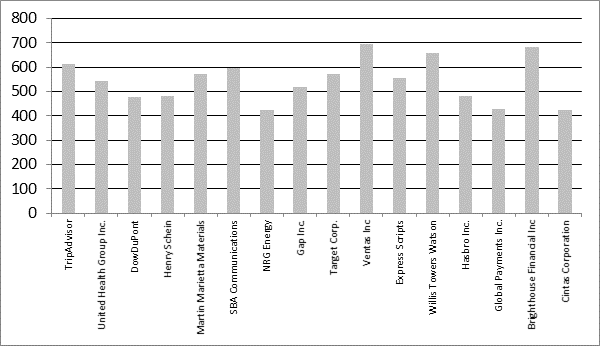 800
700
600
500
400
300
200
100
0
TripAdvisor
United Health Group Inc.
DowDuPont
Henry Schein
Martin Marietta Materials
SBA Communications
NRG Energy
Gap Inc.
Target Corp.
Ventas Inc
Express Scripts
Willis Towers Watson
Hasbro Inc.
Global Payments Inc.
Brighthouse Financial Inc
Cintas Corporation